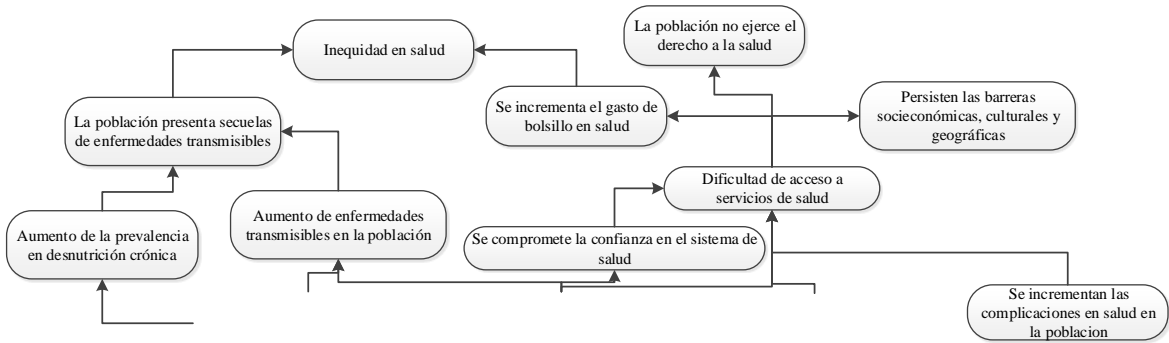 La población no ejerce el
derecho a la salud
Inequidad en salud
Se incrementa el gasto de
bolsillo en salud
Persisten las barreras
socieconómicas, culturales y
geográficas
La población presenta secuelas
de enfermedades transmisibles
Dificultad de acceso a
servicios de salud
Aumento de enfermedades
transmisibles en la población
Aumento de la prevalencia
en desnutrición crónica
Se compromete la confianza en el sistema de
salud
Se incrementan las
complicaciones en salud en
la poblacion